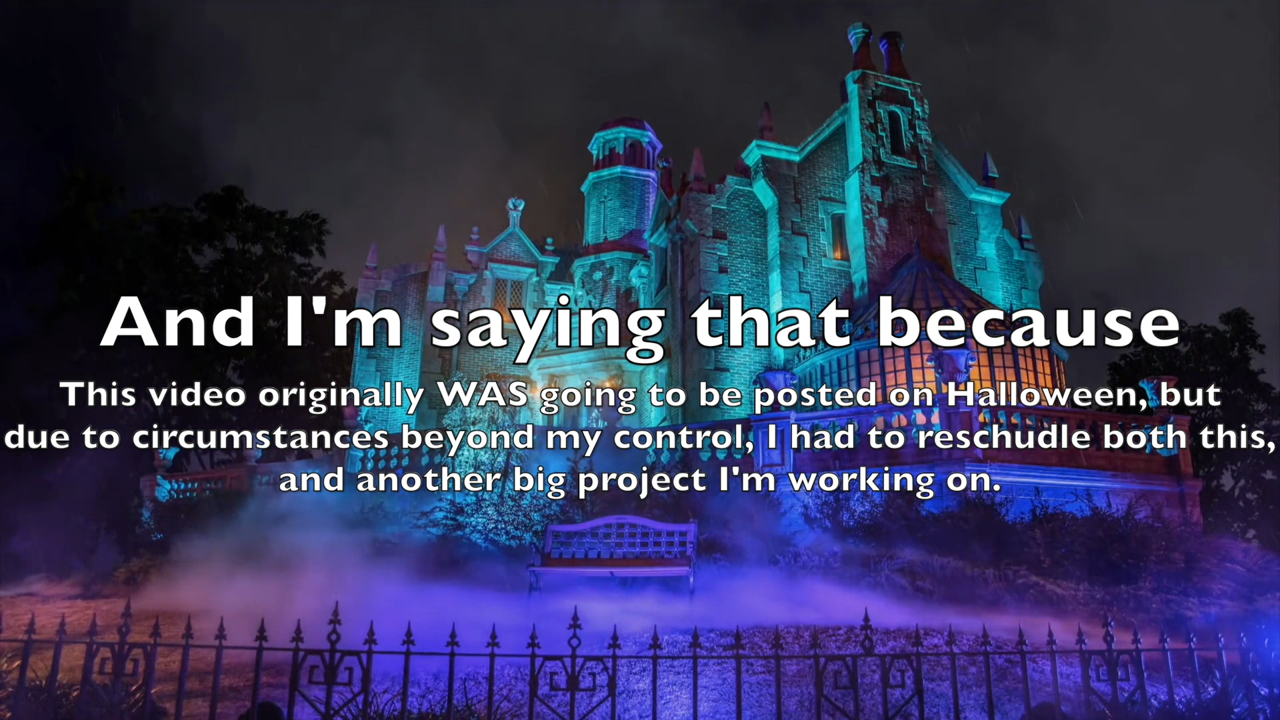 And I'm saying that because
This video originally WAS going to be posted on Halloween, but
due to circumstances beyond my control, I had to reschudle both this,
and another big project I'm working on.